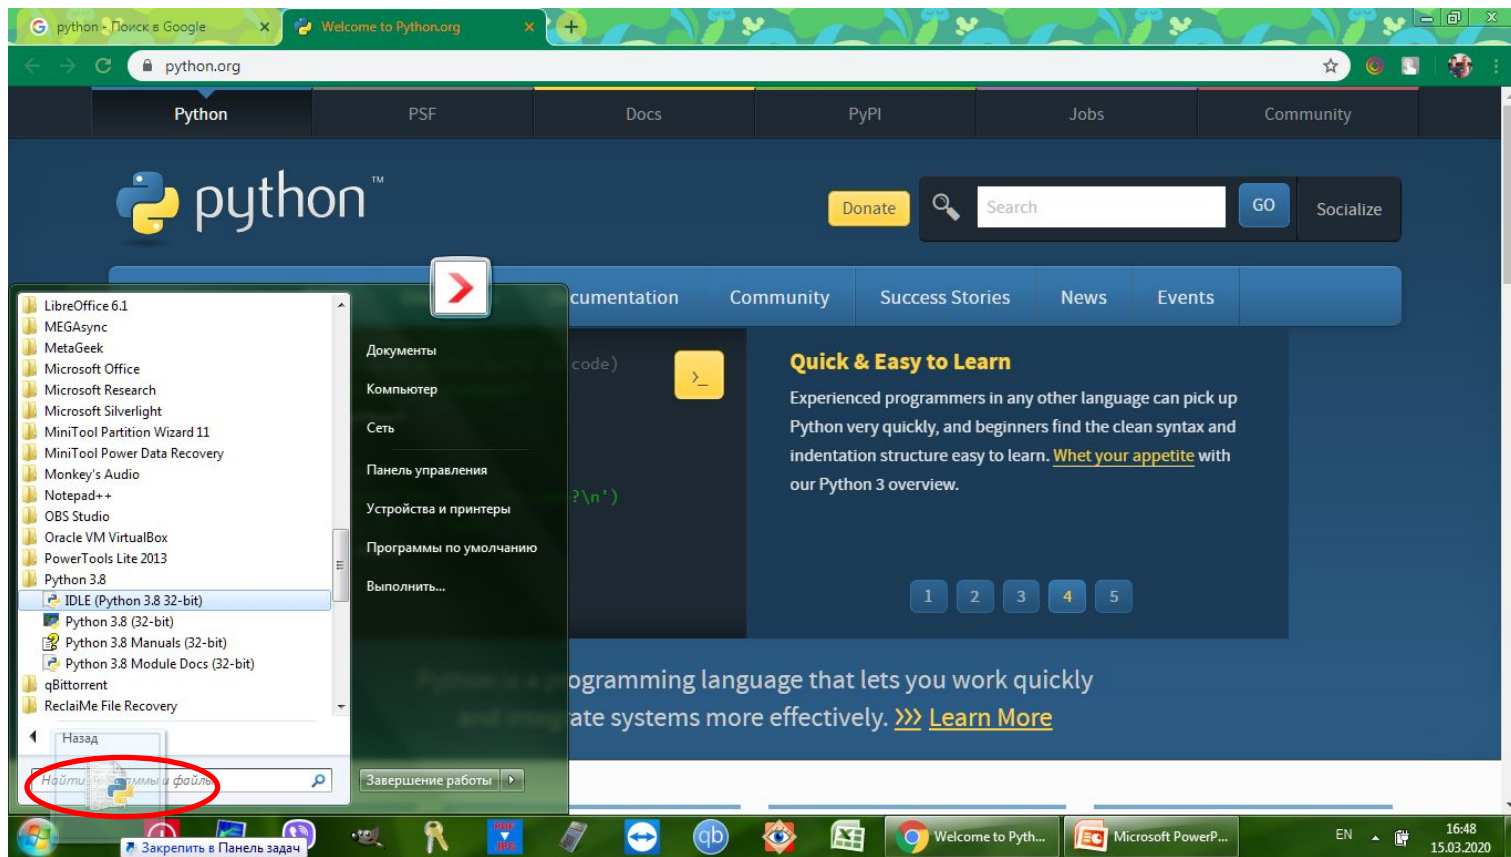 python - Поиск в Google
Welcome to Python.org
python.org
Python
PSF
Docs
PyPI
Jobs
Community
python™
Donate
Search
GO
Socialize
Community
Success Stories
News
Events
code)
>_
?\n')
Quick & Easy to Learn
Experienced programmers in any other language can pick up
Python very quickly, and beginners find the clean syntax and
indentation structure easy to learn. Whet your appetite with
our Python 3 overview.
1 2 3 4 5
Python is a programming language that lets you work quickly
and integrate systems more effectively. >>> Learn More
LibreOffice 6.1
MEGAsync
MetaGeek
Microsoft Office
Microsoft Research
Microsoft Silverlight
MiniTool Partition Wizard 11
MiniTool Power Data Recovery
Monkey's Audio
Notepad++
OBS Studio
Oracle VM VirtualBox
PowerTools Lite 2013
Python 3.8
IDLE (Python 3.8 32-bit)
Python 3.8 (32-bit)
Python 3.8 Manuals (32-bit)
Python 3.8 Module Docs (32-bit)
qBittorrent
ReclaiMe File Recovery
Назад
Документы
Компьютер
Сеть
Панель управления
Устройства и принтеры
Программы по умолчанию
Выполнить...
Завершение работы
Закрепить в Панель задач
PDF
JPG
qb
Welcome to Pyth...
Microsoft PowerP...
EN
16:48
15.03.2020